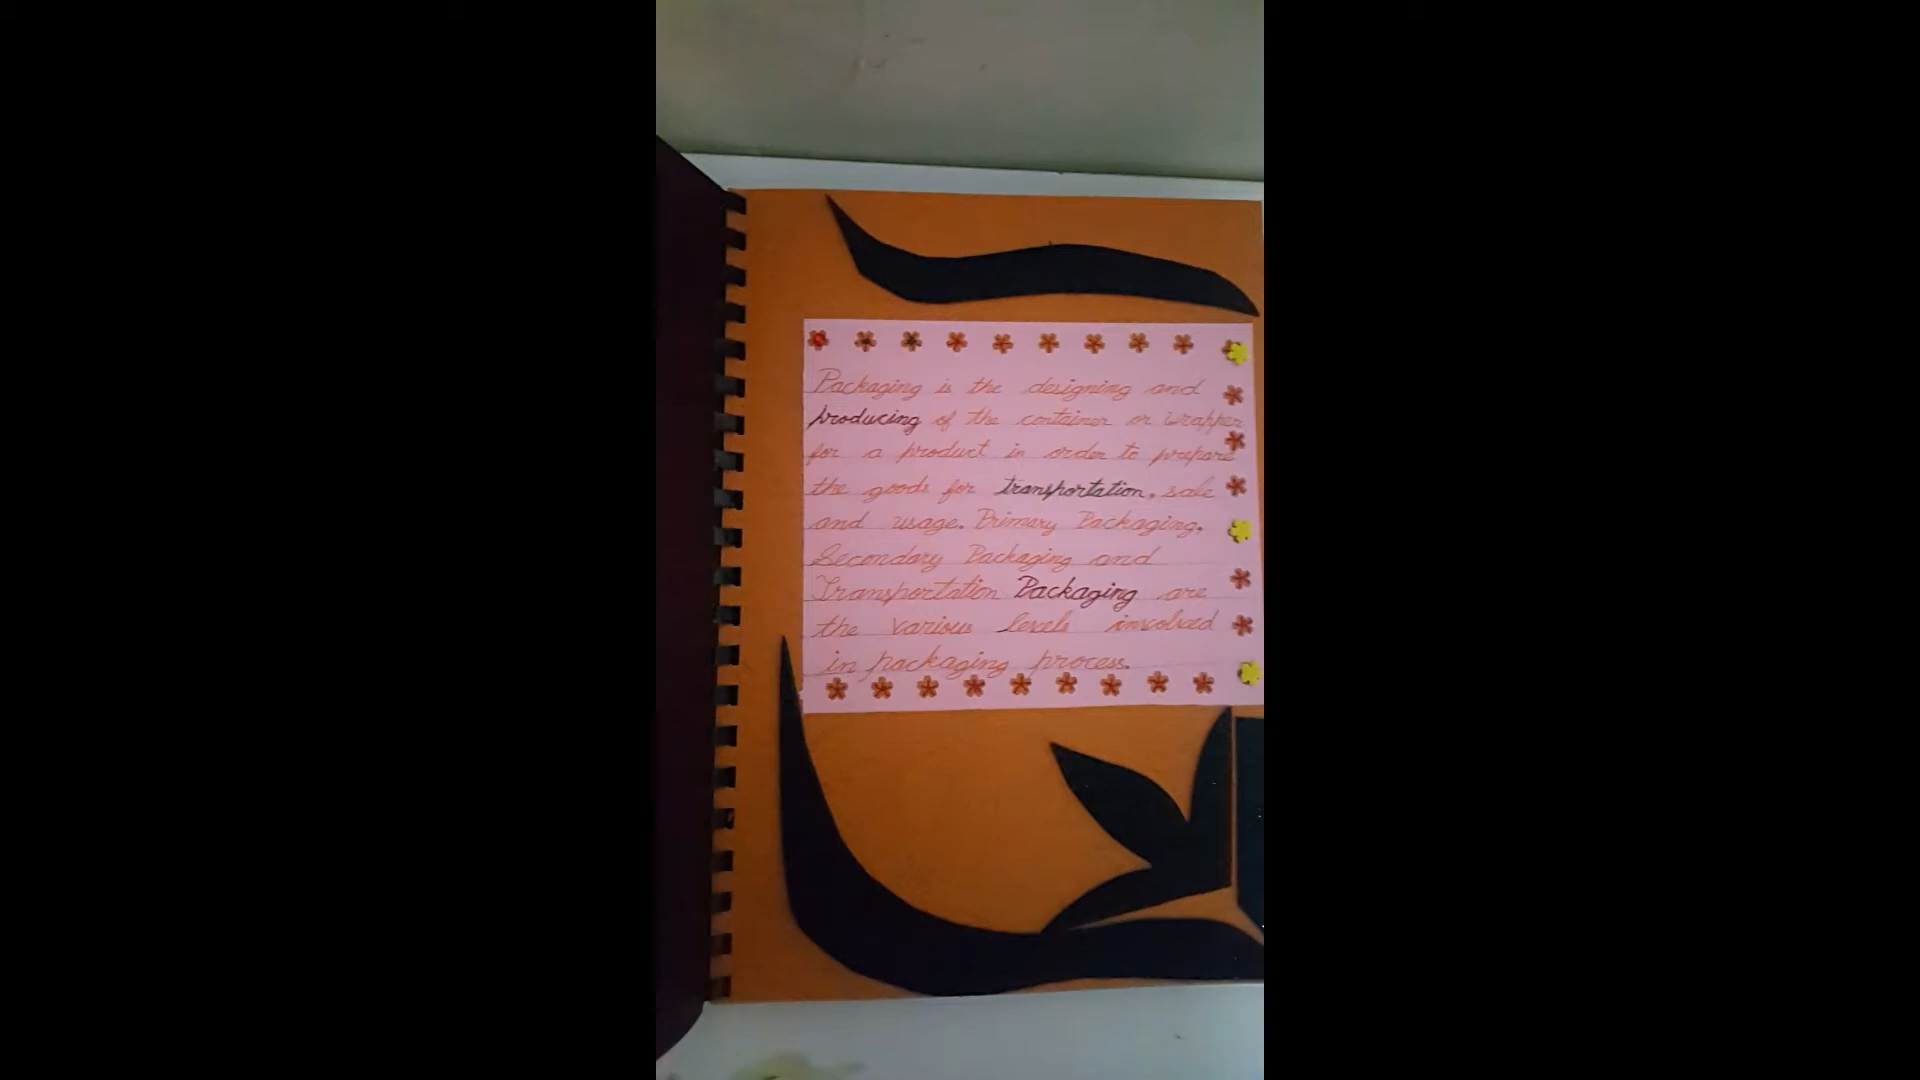 Packaging is the designing and
producing of the container or wrapper
for a product in order to prepare
the goods for transportation, sale
and usage. Primary Packaging,
Secondary Packaging and
Transportation Packaging are
the various levels involved
in packaging process.